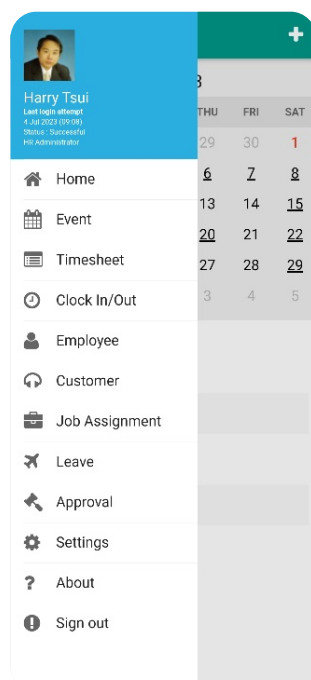 Harry Tsui
Last login attempt
4 Jul 2023 (09:08)
Status : Successful
HR Administrator
Home
Event
Timesheet
Clock In/Out
Employee
Customer
Job Assignment
Leave
Approval
Settings
About
Sign out
3
THU FRI SAT
29 30 1
6 7 8
13 14 15
20 21 22
27 28 29
3 4 5